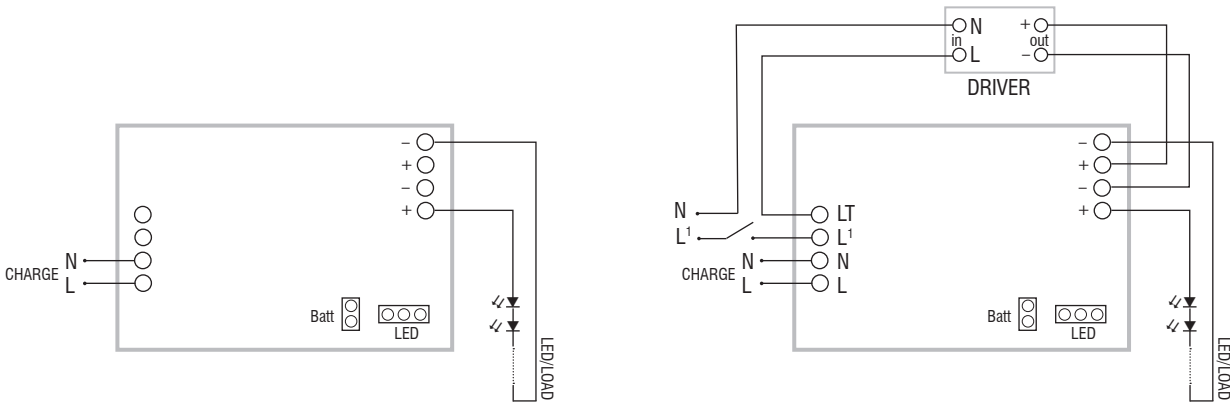 −
+
−
+
CHARGE
N
L
Batt
LED
LED/LOAD
N
in
L
+
out
−
DRIVER
−
+
−
+
N
L¹
LT
L¹
CHARGE
N
N
L
L
Batt
LED
LED/LOAD